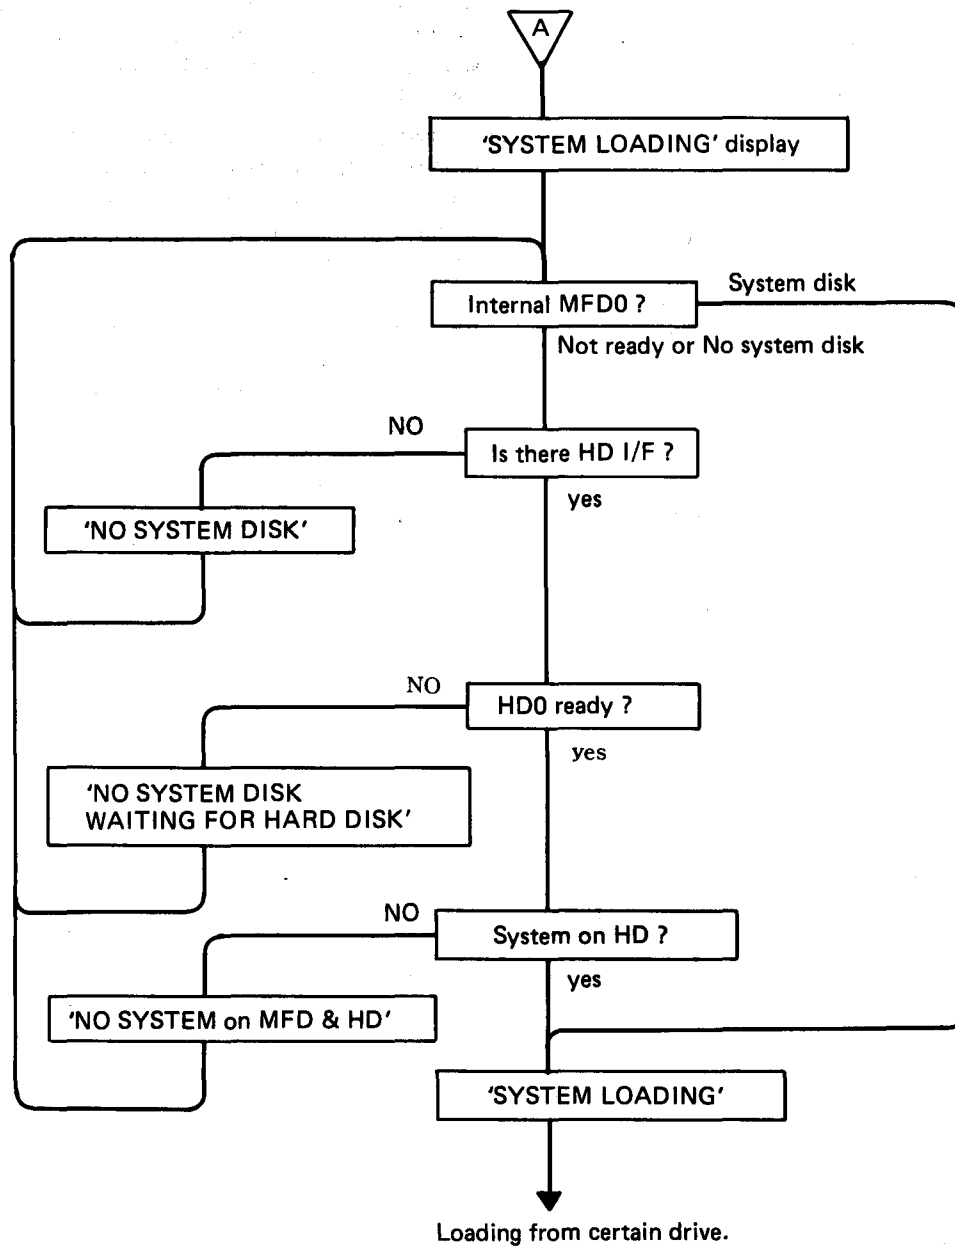 A
'SYSTEM LOADING' display
System disk
Internal MFD0 ?
Not ready or No system disk
NO
Is there HD I/F ?
yes
'NO SYSTEM DISK'
NO
HD0 ready ?
yes
'NO SYSTEM DISK
WAITING FOR HARD DISK'
NO
System on HD ?
yes
'NO SYSTEM on MFD & HD'
'SYSTEM LOADING'
Loading from certain drive.